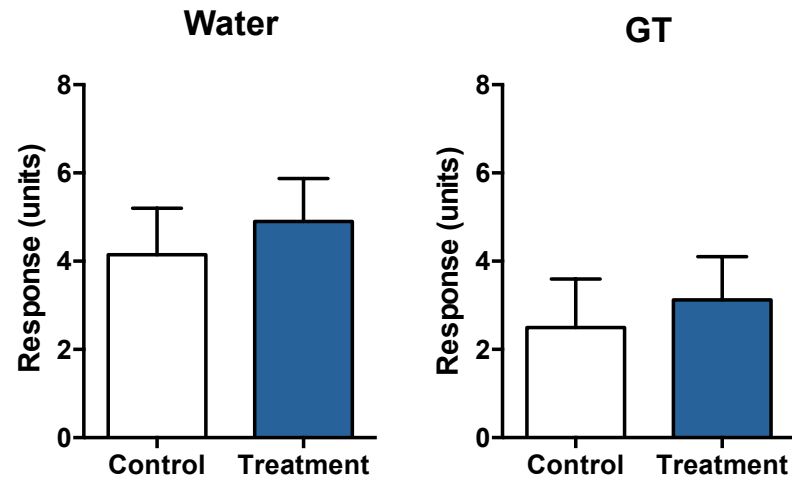 Water
Response (units)
8
6
4
2
0
Control Treatment
GT
Response (units)
8
6
4
2
0
Control Treatment